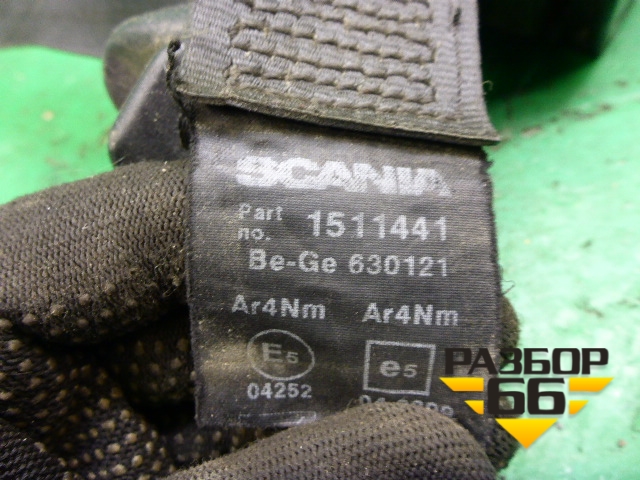 SCANIA
Part no. 1511441
Be-Ge 630121
Ar4Nm Ar4Nm
E5 e5
04252
РАЗБОР
66